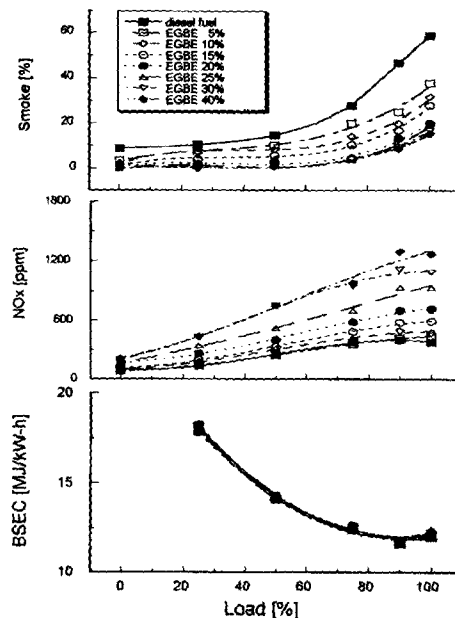 diesel fuel
EGBE 5%
EGBE 10%
EGBE 15%
EGBE 20%
EGBE 25%
EGBE 30%
EGBE 40%
Smoke [%]
60
40
20
0
NOx [ppm]
1800
1200
600
0
BSEC [MJ/kW-h]
20
15
10
0 20 40 60 80 100
Load [%]